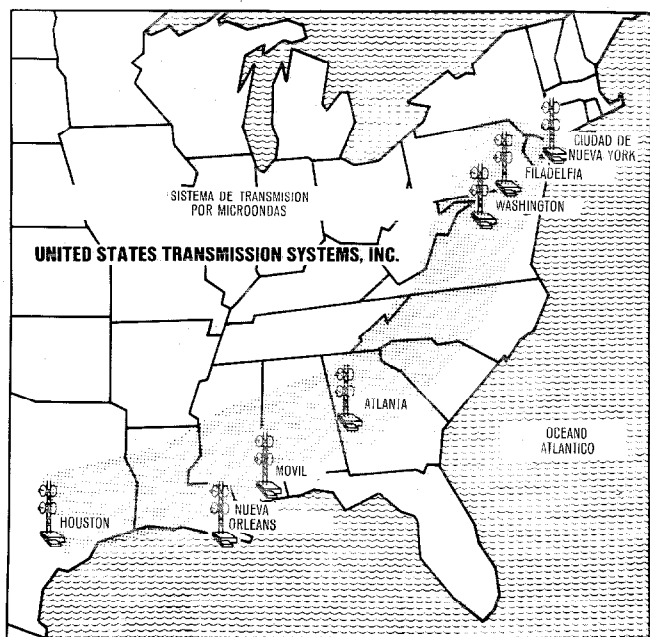 CIUDAD DE
NUEVA YORK
FILADELFIA
WASHINGTON
SISTEMA DE TRANSMISION
POR MICROONDAS
UNITED STATES TRANSMISSION SYSTEMS, INC.
ATLANTA
OCEANO
ATLANTICO
MOVIL
HOUSTON
NUEVA
ORLEANS